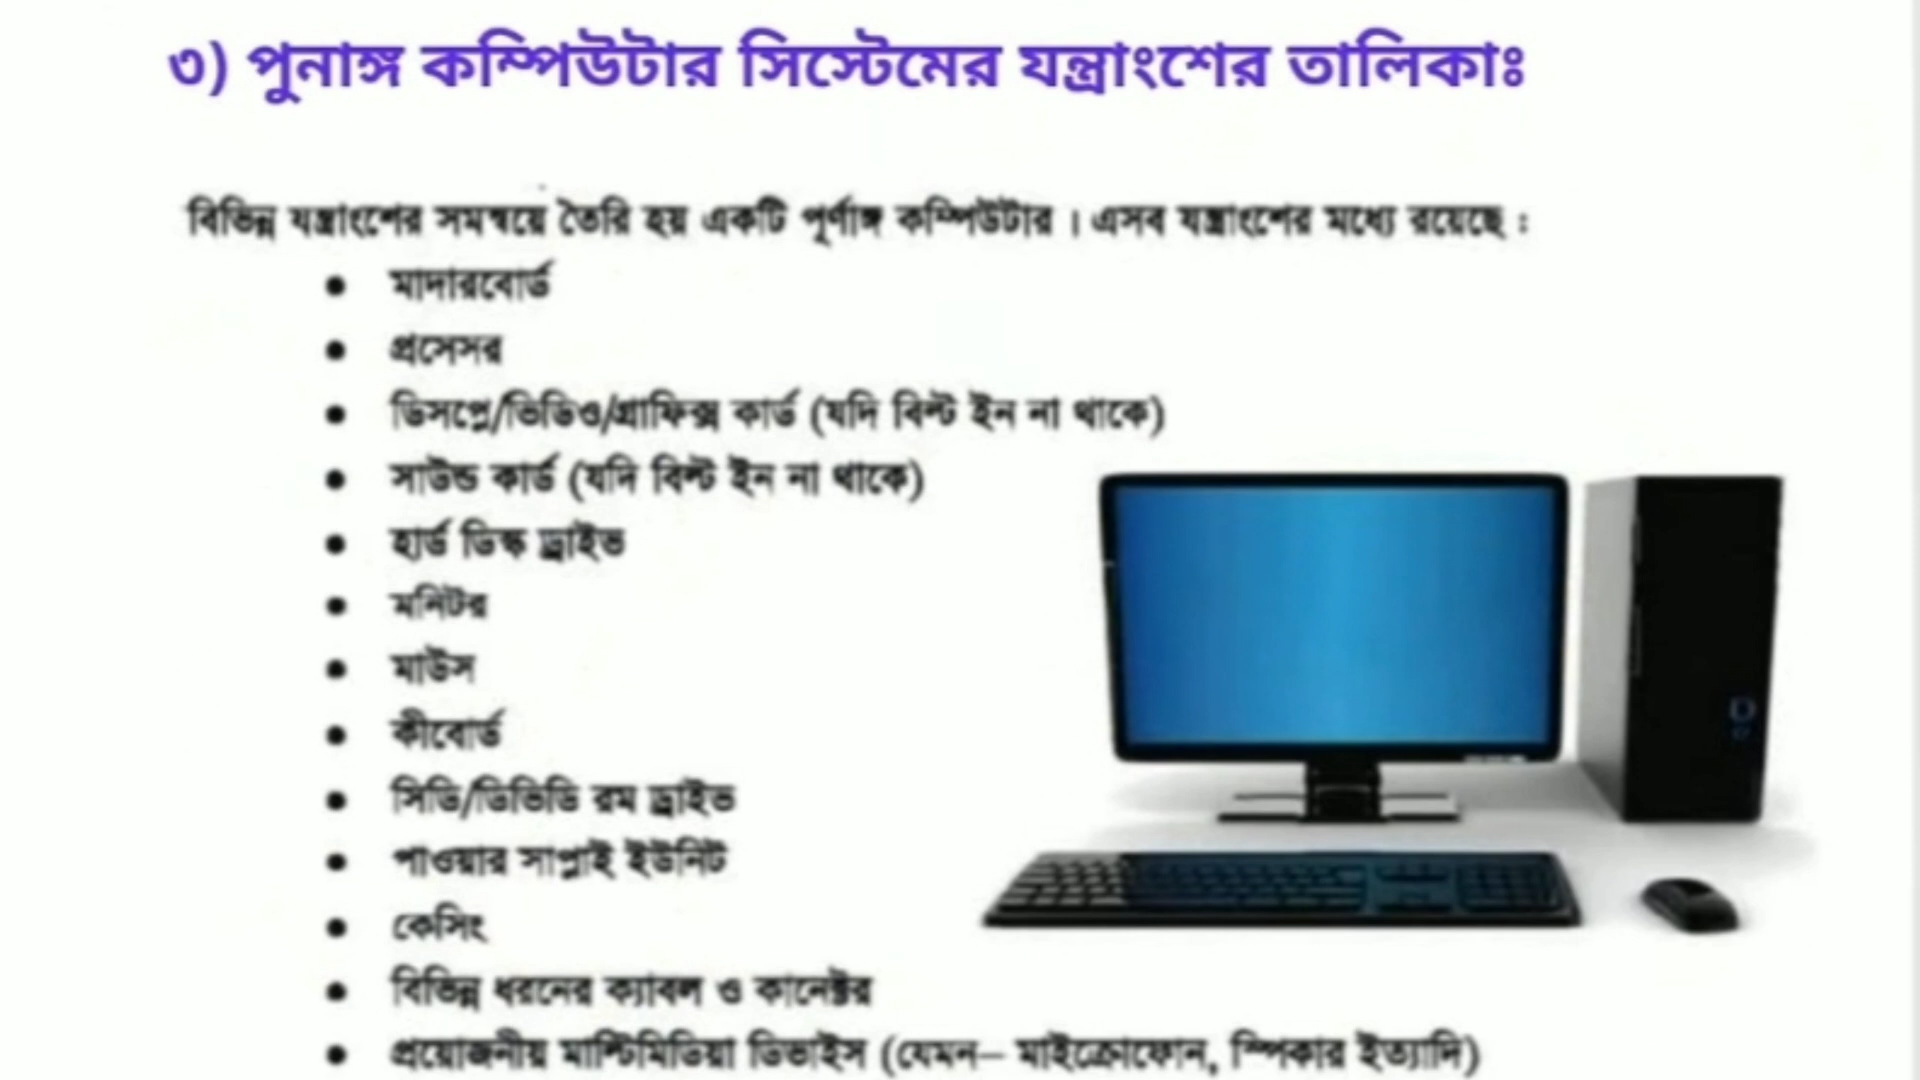 ৩) পুনাঙ্গ কম্পিউটার সিস্টেমের যন্ত্রাংশের তালিকাঃ
বিভিন্ন যন্ত্রাংশের সমন্বয়ে তৈরি হয় একটি পূর্ণাঙ্গ কম্পিউটার । এসব যন্ত্রাংশের মধ্যে রয়েছে :
● মাদারবোর্ড
● প্রসেসর
● ডিসপ্লে/ভিডিও/গ্রাফিক্স কার্ড (যদি বিল্ট ইন না থাকে)
● সাউন্ড কার্ড (যদি বিল্ট ইন না থাকে)
● হার্ড ডিস্ক ড্রাইভ
● মনিটর
● মাউস
● কীবোর্ড
● সিডি/ডিভিডি রম ড্রাইভ
● পাওয়ার সাপ্লাই ইউনিট
● কেসিং
● বিভিন্ন ধরনের ক্যাবল ও কানেক্টর
● প্রয়োজনীয় মাল্টিমিডিয়া ডিভাইস (যেমন– মাইক্রোফোন, স্পিকার ইত্যাদি)